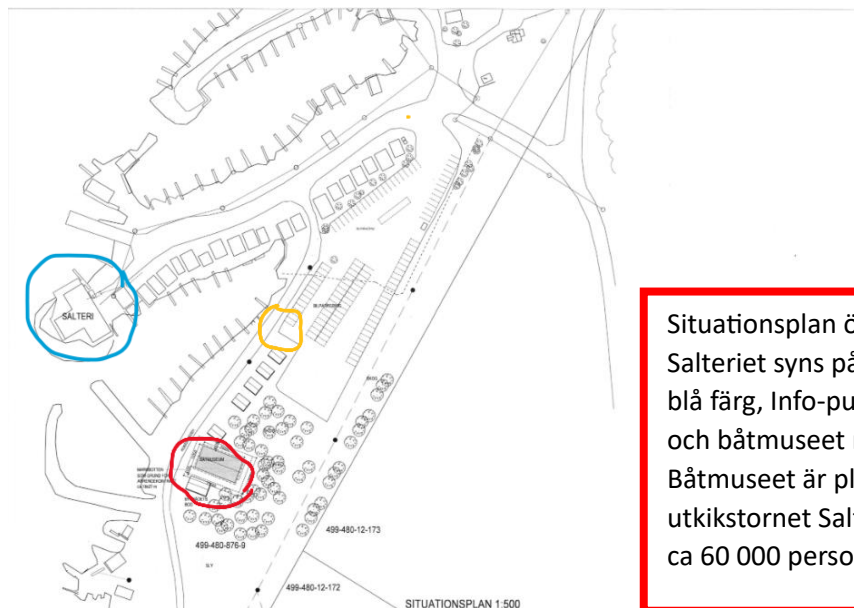 SALTERI
499-480-876-9
499-480-12-173
499-480-12-172
SITUATIONSPLAN 1:500
Situationsplan ö
Salteriet syns på
blå färg, Info-pu
och båtmuseet
Båtmuseet är pl
utkikstornet Sal
ca 60 000 perso